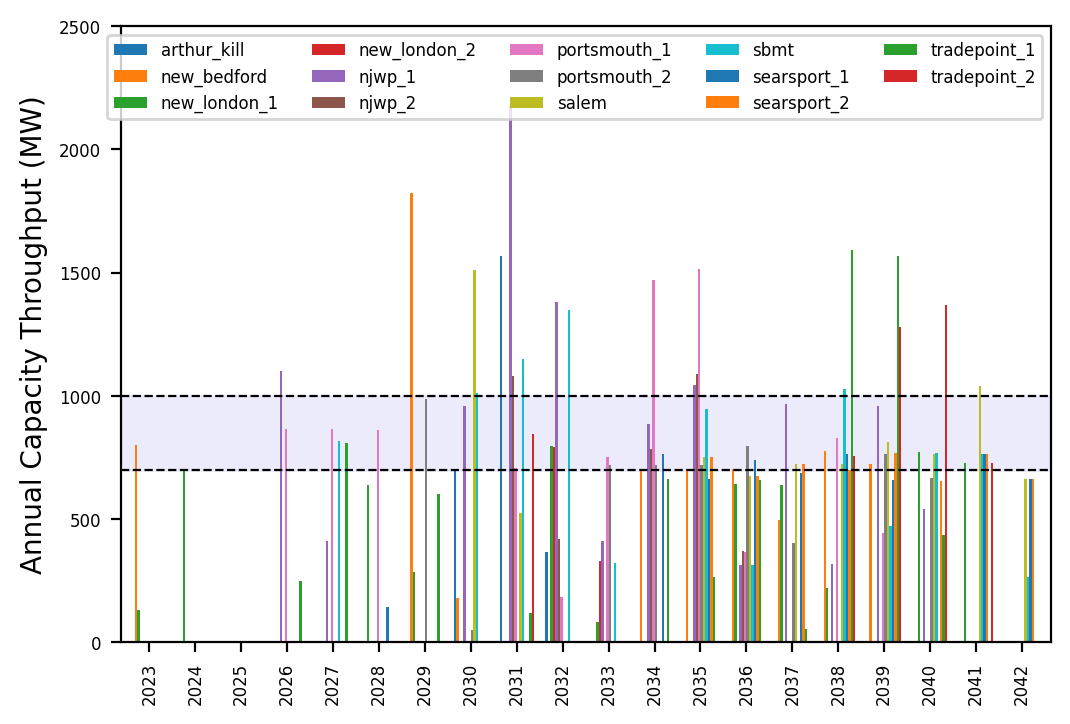 Annual Capacity Throughput (MW)
2500
2000
1500
1000
500
0
arthur_kill new_london_2 portsmouth_1 sbmt tradepoint_1
new_bedford njwp_1 portsmouth_2 searsport_1 tradepoint_2
new_london_1 njwp_2 salem searsport_2
2023 2024 2025 2026 2027 2028 2029 2030 2031 2032 2033 2034 2035 2036 2037 2038 2039 2040 2041 2042